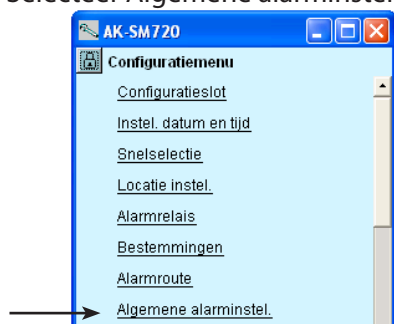 Selecteer Algemene alarminstel
AK-SM720
Configuratiemenu
Configuratieslot
Instel. datum en tijd
Snelselectie
Locatie instel.
Alarmrelais
Bestemmingen
Alarmroute
Algemene alarminstel.